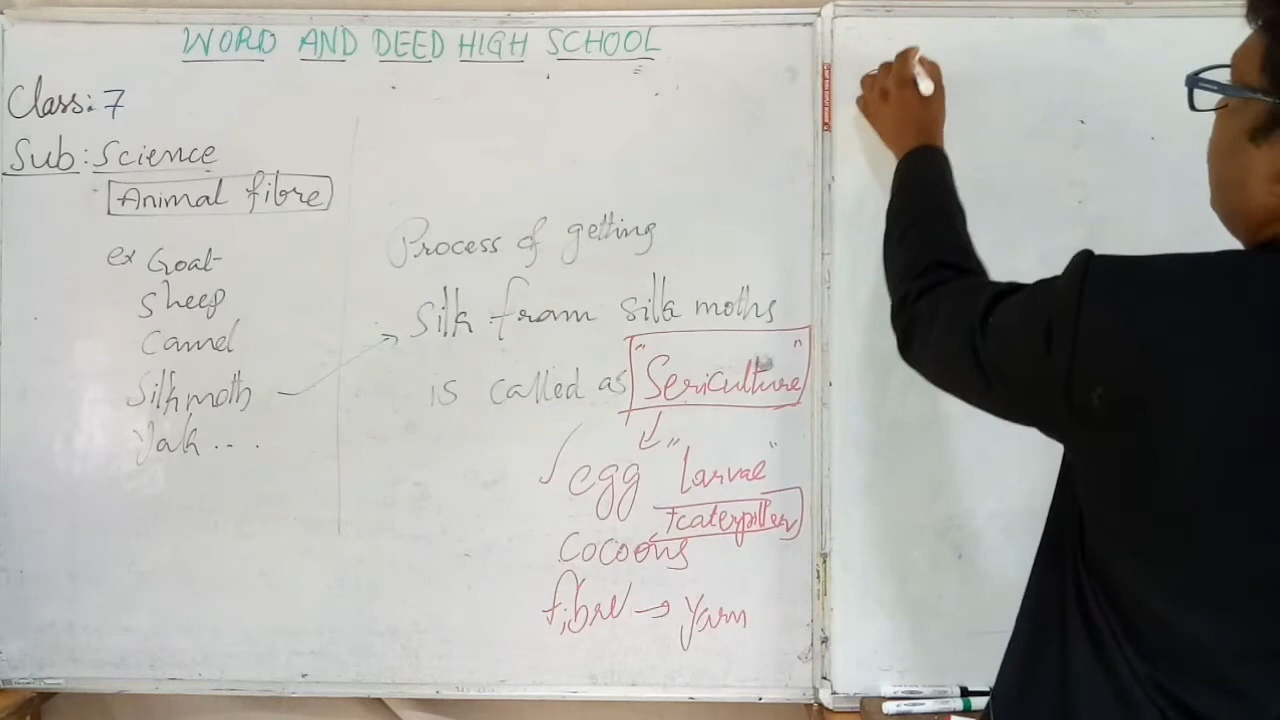 WORD AND DEED HIGH SCHOOL
Class: 7
Sub: Science
Animal fibre
ex Goat
Sheep
Camel
Silkmoth
Yak ...
Process of getting
Silk from silk moths
is called as "Sericulture"
egg "larvae"
caterpiller
Cocoons
fibre → yarn